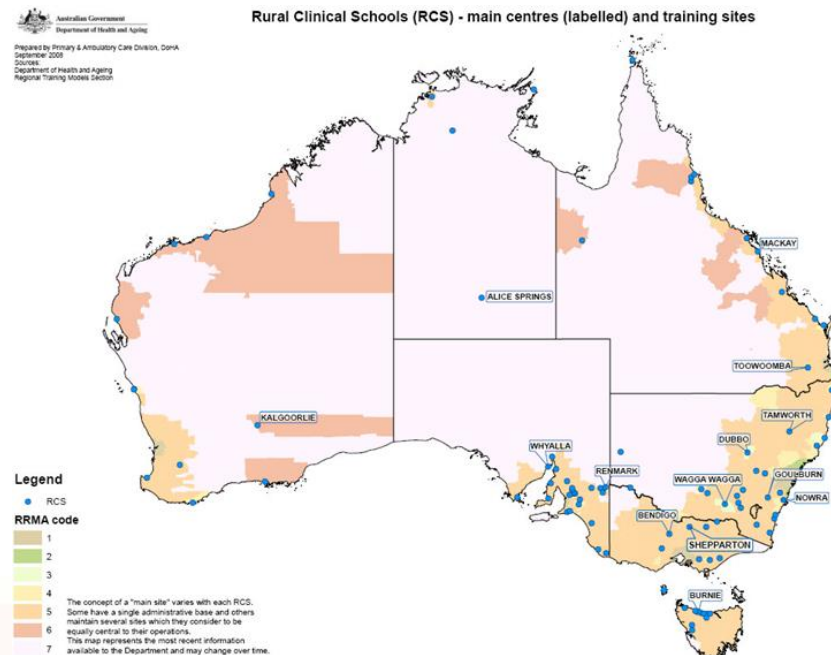 Australian Government
Department of Health and Ageing
Rural Clinical Schools (RCS) - main centres (labelled) and training sites
Prepared by Primary & Ambulatory Care Division, DoHA
September 2008
Sources:
Department of Health and Ageing
Regional Training Models Section
MACKAY
ALICE SPRINGS
TOOWOOMBA
KALGOORLIE
TAMWORTH
DUBBO
WHYALLA
RENMARK
GOULBURN
WAGGA WAGGA
NOWRA
BENDIGO
SHEPPARTON
BURNIE
Legend
RCS
RRMA code
1
2
3
4
5
6
7
The concept of a "main site" varies with each RCS.
Some have a single administrative base and others
maintain several sites which they consider to be
equally central to their operations.
This map represents the most recent information
available to the Department and may change over time.